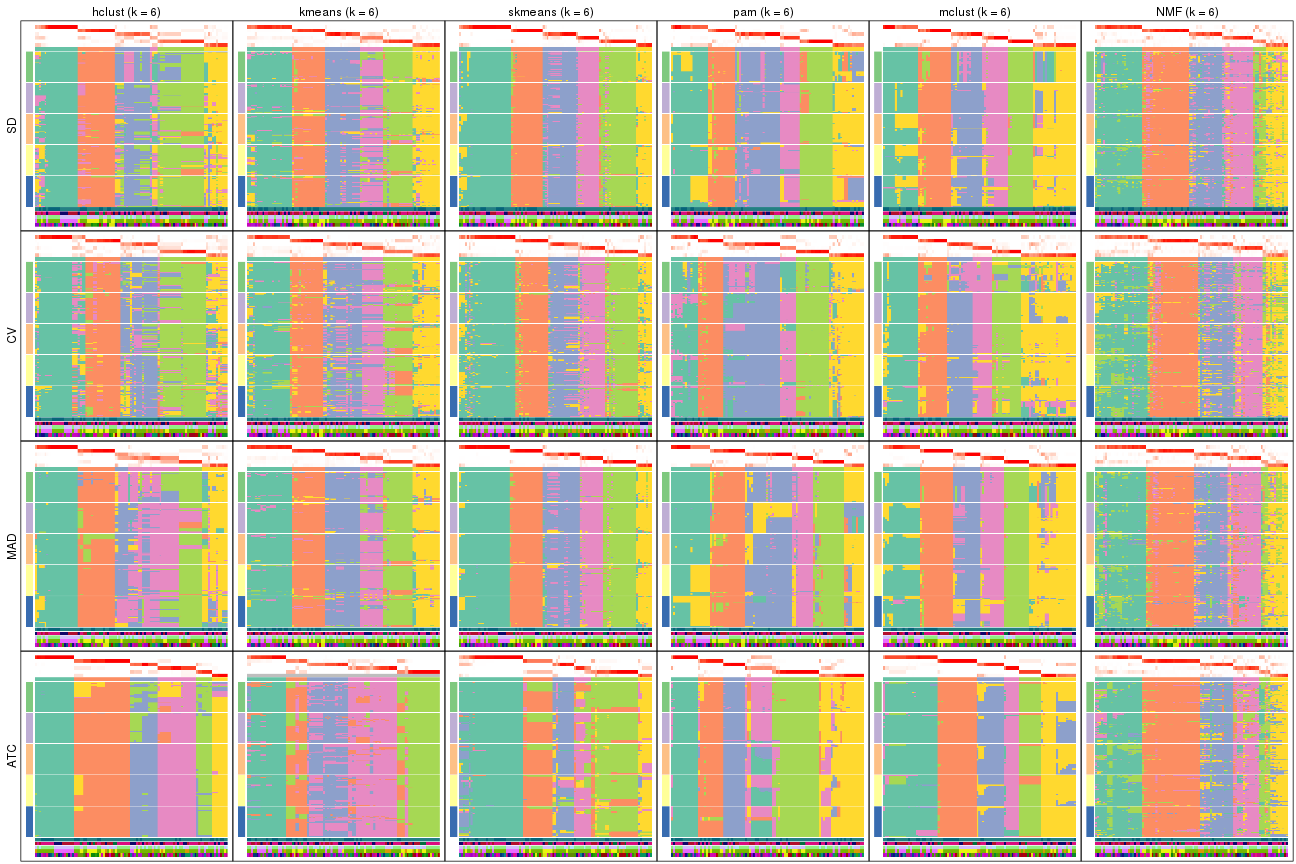 hclust (k = 6)
kmeans (k = 6)
skmeans (k = 6)
pam (k = 6)
mclust (k = 6)
NMF (k = 6)
SD
CV
MAD
ATC